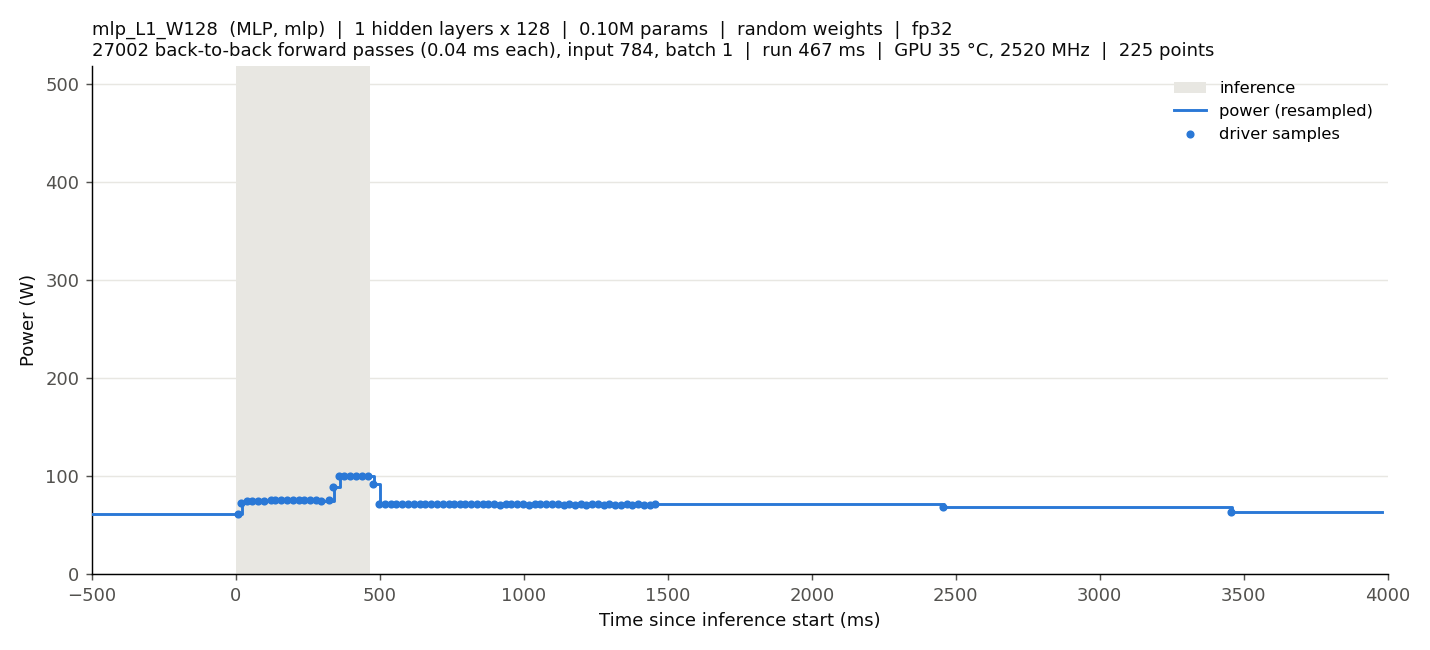 mlp_L1_W128  (MLP, mlp)  |  1 hidden layers x 128  |  0.10M params  |  random weights  |  fp32
27002 back-to-back forward passes (0.04 ms each), input 784, batch 1  |  run 467 ms  |  GPU 35 °C, 2520 MHz  |  225 points
inference
power (resampled)
driver samples
Power (W)
500
400
300
200
100
0
−500
0
500
1000
1500
2000
2500
3000
3500
4000
Time since inference start (ms)